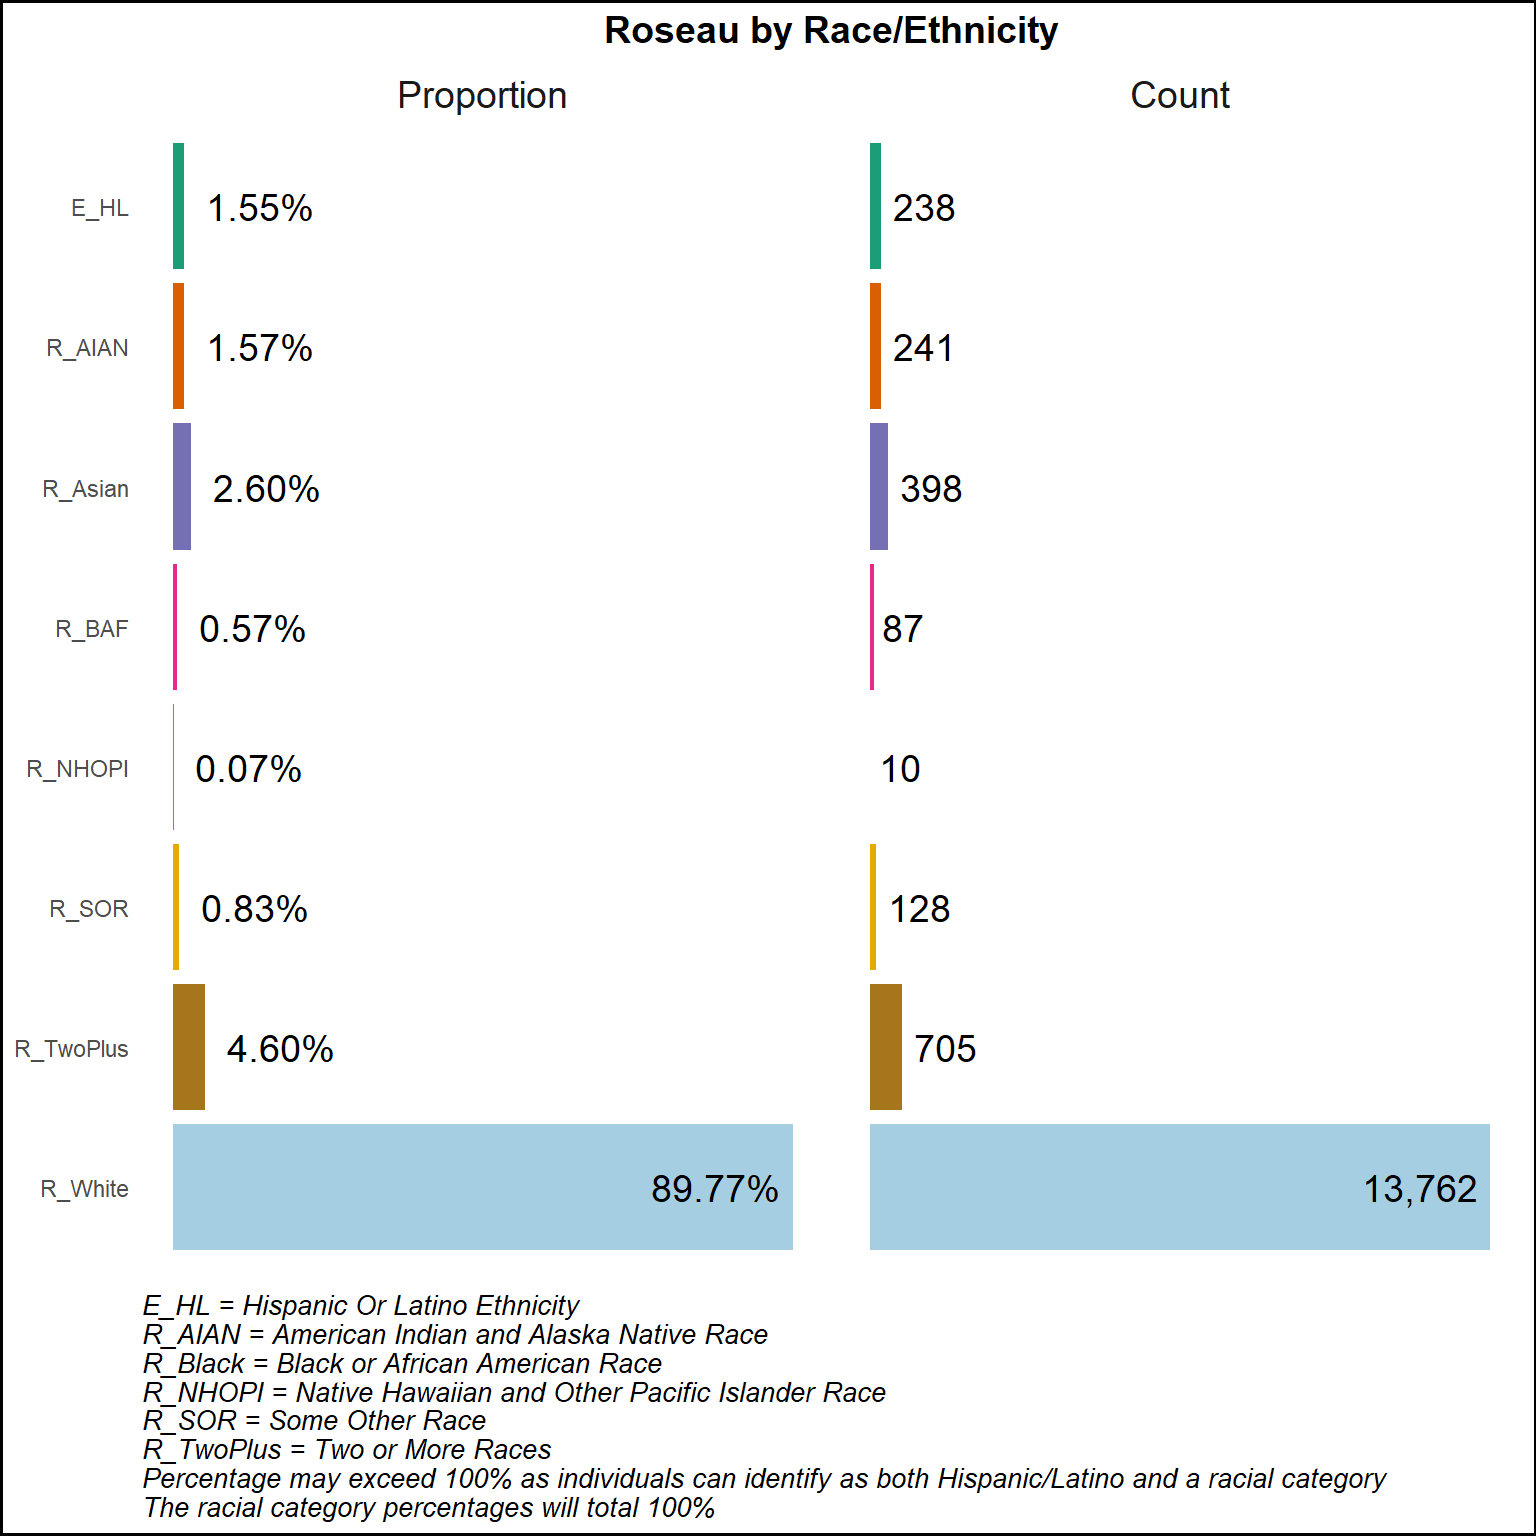 Roseau by Race/Ethnicity
Proportion Count
E_HL 1.55% 238
R_AIAN 1.57% 241
R_Asian 2.60% 398
R_BAF 0.57% 87
R_NHOPI 0.07% 10
R_SOR 0.83% 128
R_TwoPlus 4.60% 705
R_White 89.77% 13,762
E_HL = Hispanic Or Latino Ethnicity
R_AIAN = American Indian and Alaska Native Race
R_Black = Black or African American Race
R_NHOPI = Native Hawaiian and Other Pacific Islander Race
R_SOR = Some Other Race
R_TwoPlus = Two or More Races
Percentage may exceed 100% as individuals can identify as both Hispanic/Latino and a racial category
The racial category percentages will total 100%